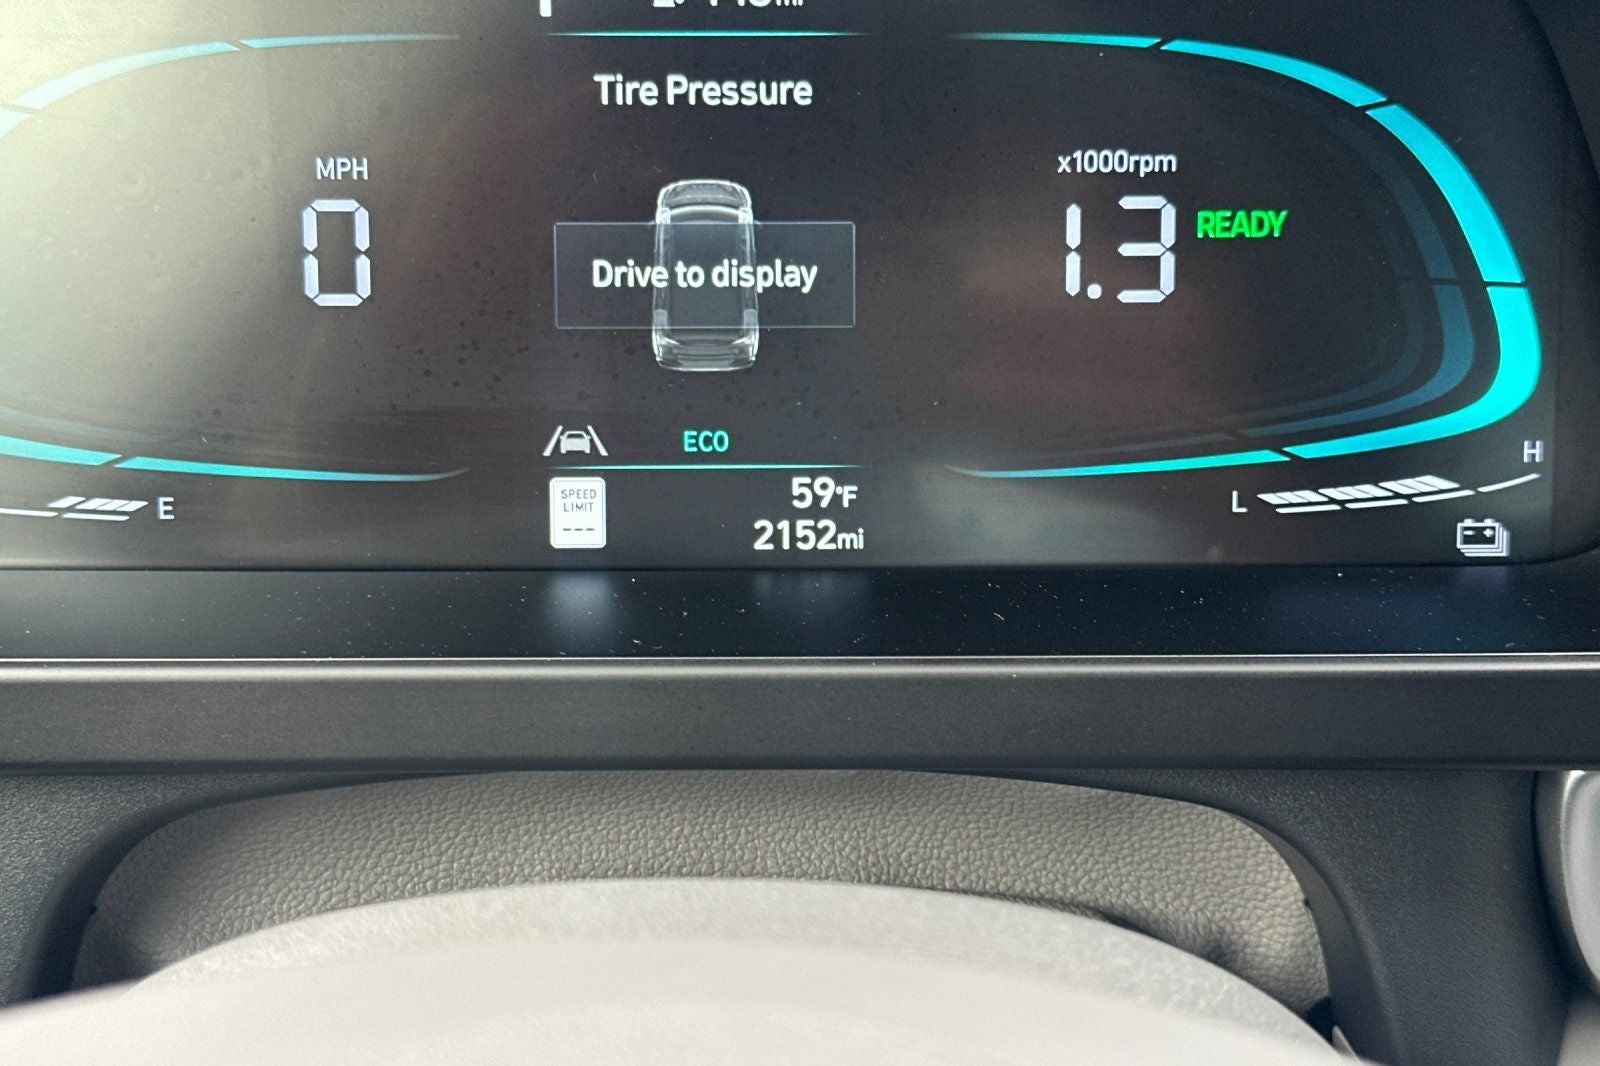 Tire Pressure
MPH
0
Drive to display
x1000rpm
1.3 READY
ECO
SPEED
LIMIT
---
59°F
2152mi
E
L
H
- +